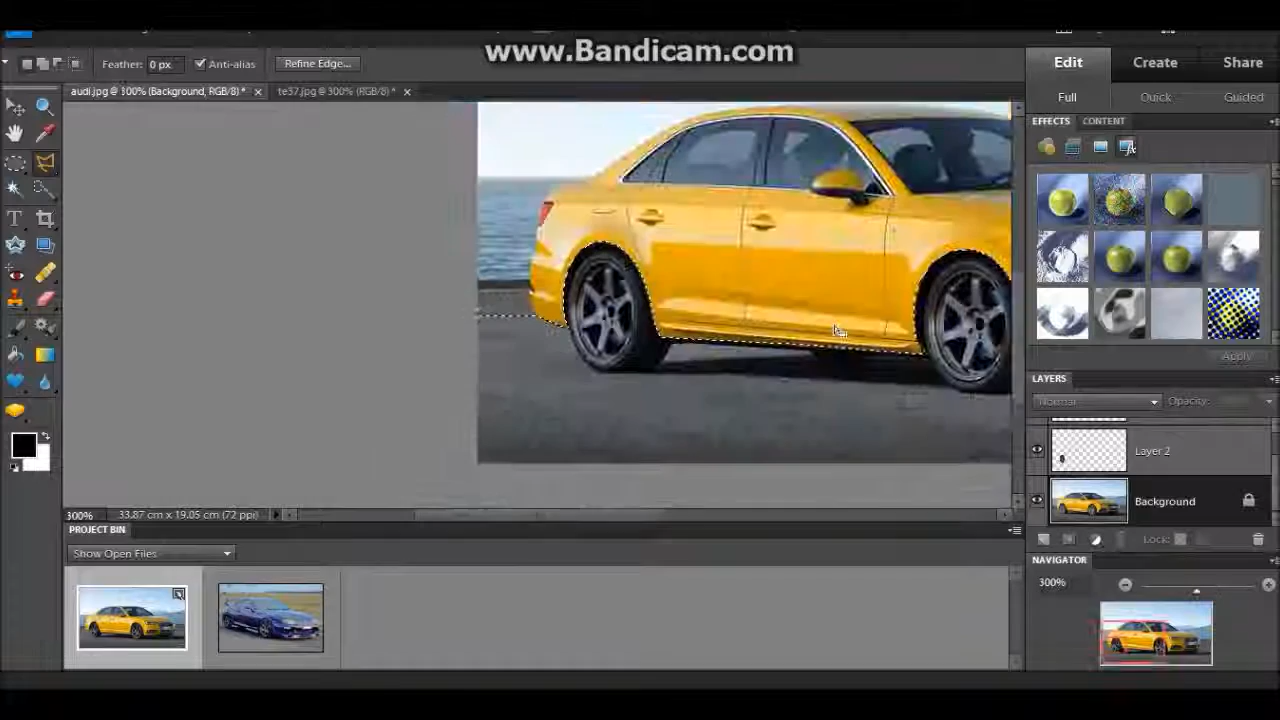 www.Bandicam.com
Feather: 0 px Anti-alias Refine Edge...
Edit Create Share
audi.jpg @ 300% (Background, RGB/8) * × te37.jpg @ 300% (RGB/8) * ×
Full Quick Guided
EFFECTS CONTENT
Apply
LAYERS
Normal Opacity:
Layer 2
Background
300% 33.87 cm x 19.05 cm (72 ppi)
Lock:
PROJECT BIN
Show Open Files
NAVIGATOR
300%